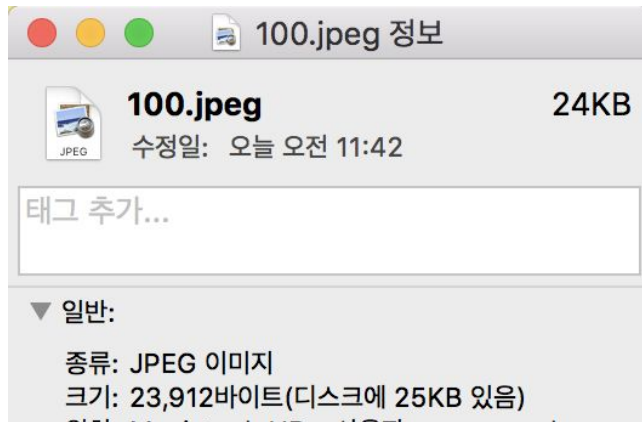 100.jpeg 정보
100.jpeg 24KB
JPEG
수정일: 오늘 오전 11:42
태그 추가...
일반:
종류: JPEG 이미지
크기: 23,912바이트(디스크에 25KB 있음)